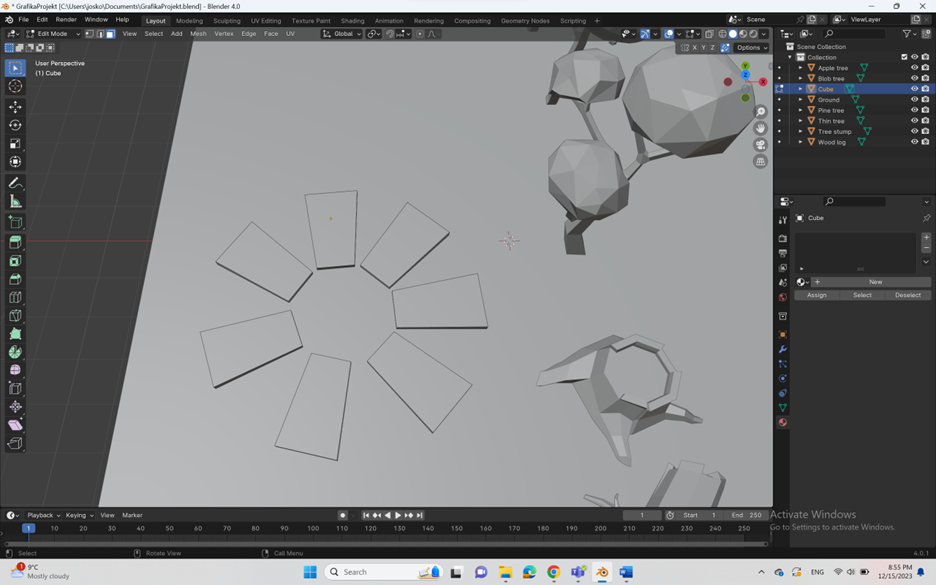 * GrafikaProjekt [C:\Users\josko\Documents\GrafikaProjekt.blend] - Blender 4.0
File Edit Render Window Help Layout Modeling Sculpting UV Editing Texture Paint Shading Animation Rendering Compositing Geometry Nodes Scripting + Scene ViewLayer
Edit Mode View Select Add Mesh Vertex Edge Face UV Global
X Y Z Options
User Perspective
(1) Cube
Scene Collection
Collection
Apple tree
Blob tree
Cube
Ground
Pine tree
Thin tree
Tree stump
Wood log
Y
Z
X
Cube
New
Assign Select Deselect
Playback Keying View Marker 1 Start 1 End 250
1 10 20 30 40 50 60 70 80 90 100 110 120 130 140 150 160 170 180 190 200 210 220 230 240 250
Activate Windows
Go to Settings to activate Windows.
Select Rotate View Call Menu 4.0.1
1
9°C
Mostly cloudy
Search
ENG
8:55 PM
12/15/2023